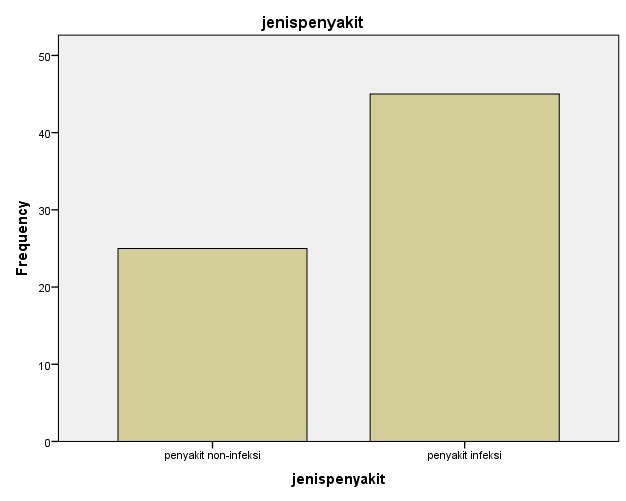 jenispenyakit
Frequency
50
40
30
20
10
0
penyakit non-infeksi
penyakit infeksi
jenispenyakit